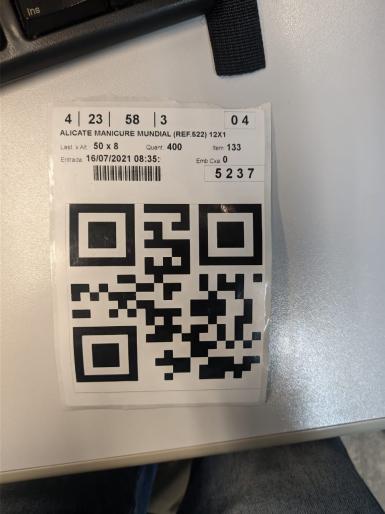 Ins
4 | 23 | 58 | 3 04
ALICATE MANICURE MUNDIAL (REF.522) 12X1
Last. x Alt. 50 x 8 Quant. 400 Item 133
Entrada 16/07/2021 08:35: Emb Cxa 0
5237